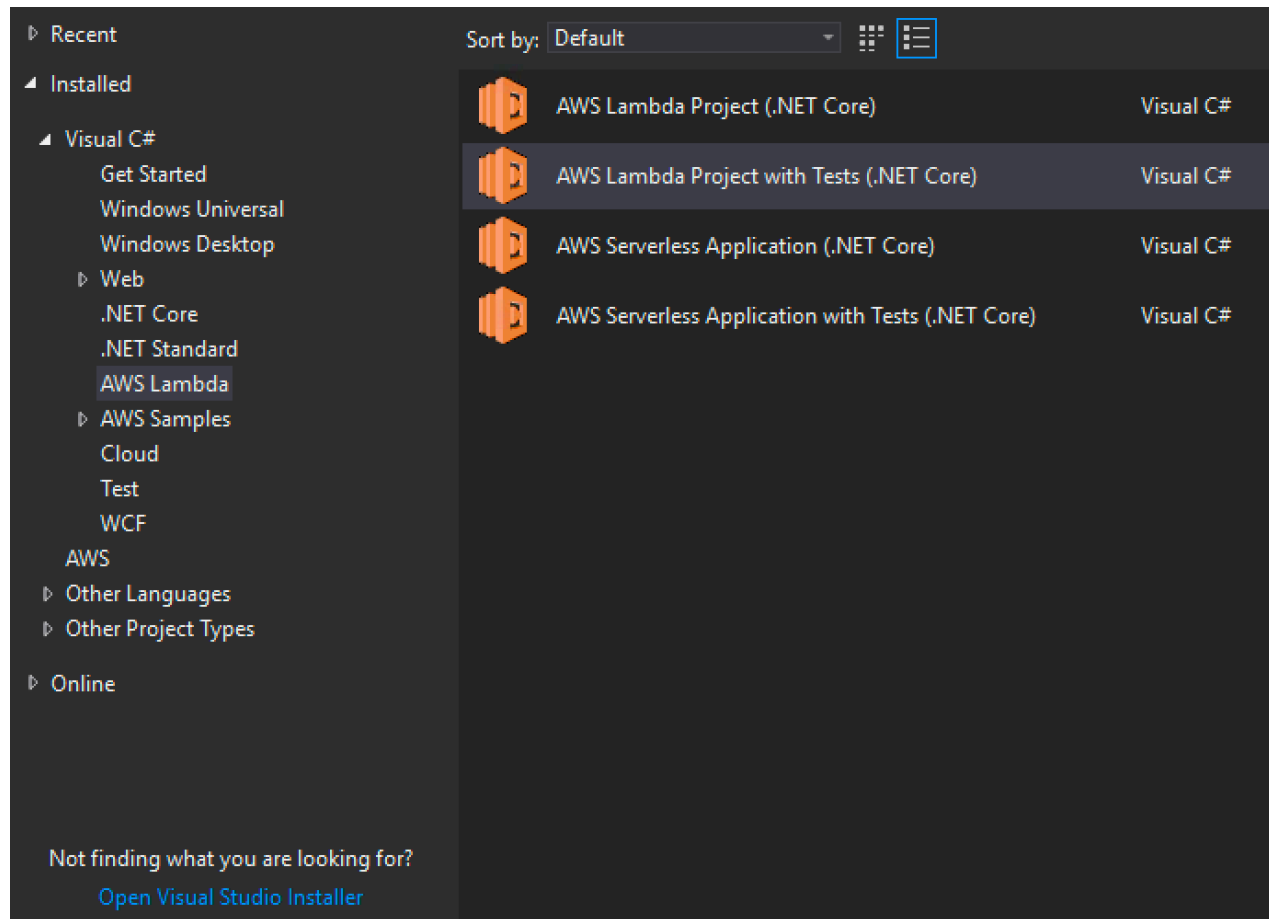 Recent
Installed
Visual C#
Get Started
Windows Universal
Windows Desktop
Web
.NET Core
.NET Standard
AWS Lambda
AWS Samples
Cloud
Test
WCF
AWS
Other Languages
Other Project Types
Online
Not finding what you are looking for?
Open Visual Studio Installer
Sort by: Default
AWS Lambda Project (.NET Core) Visual C#
AWS Lambda Project with Tests (.NET Core) Visual C#
AWS Serverless Application (.NET Core) Visual C#
AWS Serverless Application with Tests (.NET Core) Visual C#